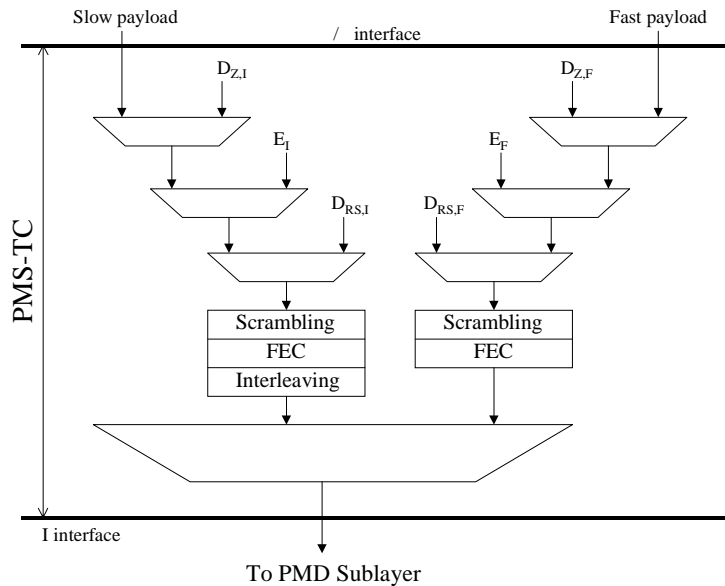 Slow payload
Fast payload
/ interface
D_Z,I
D_Z,F
E_I
E_F
D_RS,I
D_RS,F
PMS-TC
Scrambling
Scrambling
FEC
FEC
Interleaving
I interface
To PMD Sublayer